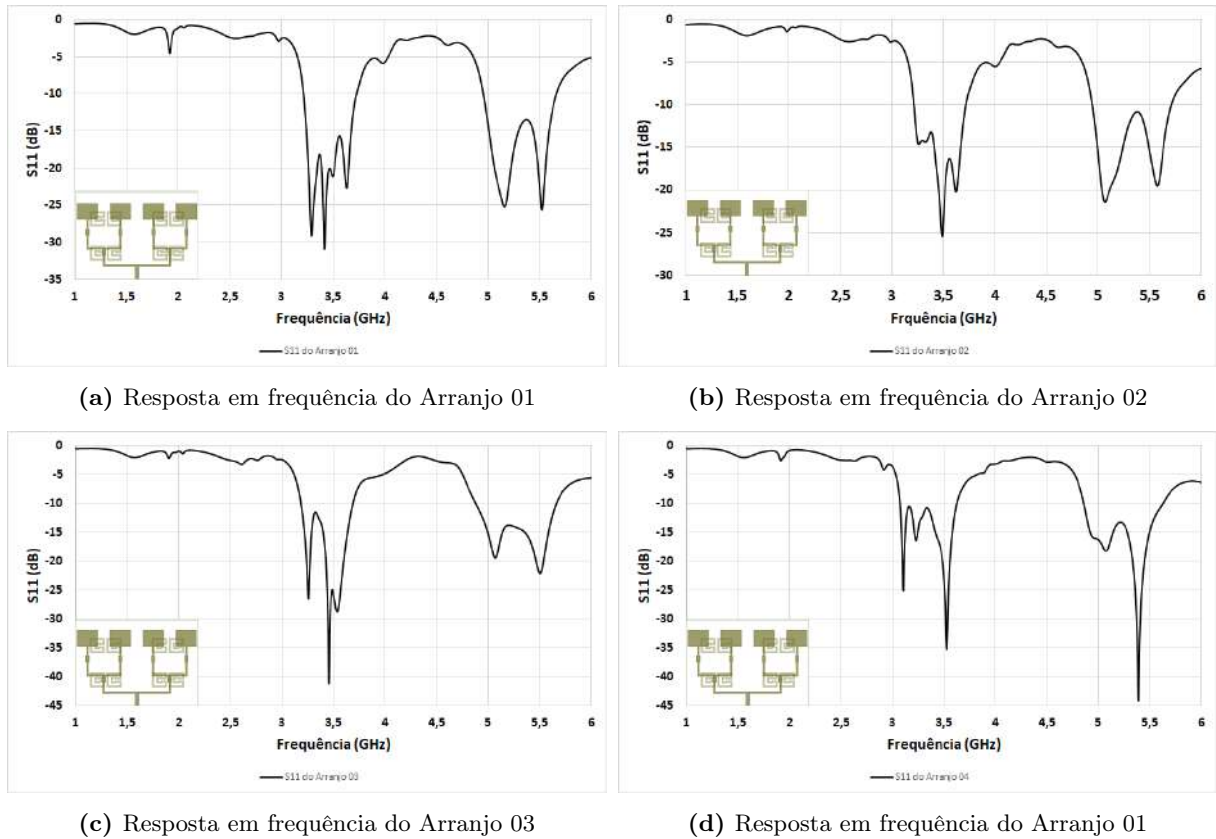 0
-5
-10
-15
-20
-25
-30
-35
S11 (dB)
1 1,5 2 2,5 3 3,5 4 4,5 5 5,5 6
Frequência (GHz)
S11 do Arranjo 01
(a) Resposta em frequência do Arranjo 01
0
-5
-10
-15
-20
-25
-30
S11 (dB)
1 1,5 2 2,5 3 3,5 4 4,5 5 5,5 6
Frquência (GHz)
S11 do Arranjo 02
(b) Resposta em frequência do Arranjo 02
0
-5
-10
-15
-20
-25
-30
-35
-40
-45
S11 (dB)
1 1,5 2 2,5 3 3,5 4 4,5 5 5,5 6
Frequência (GHz)
S11 do Arranjo 03
(c) Resposta em frequência do Arranjo 03
0
-5
-10
-15
-20
-25
-30
-35
-40
-45
S11 (dB)
1 1,5 2 2,5 3 3,5 4 4,5 5 5,5 6
Frequência (GHz)
S11 do Arranjo 04
(d) Resposta em frequência do Arranjo 01